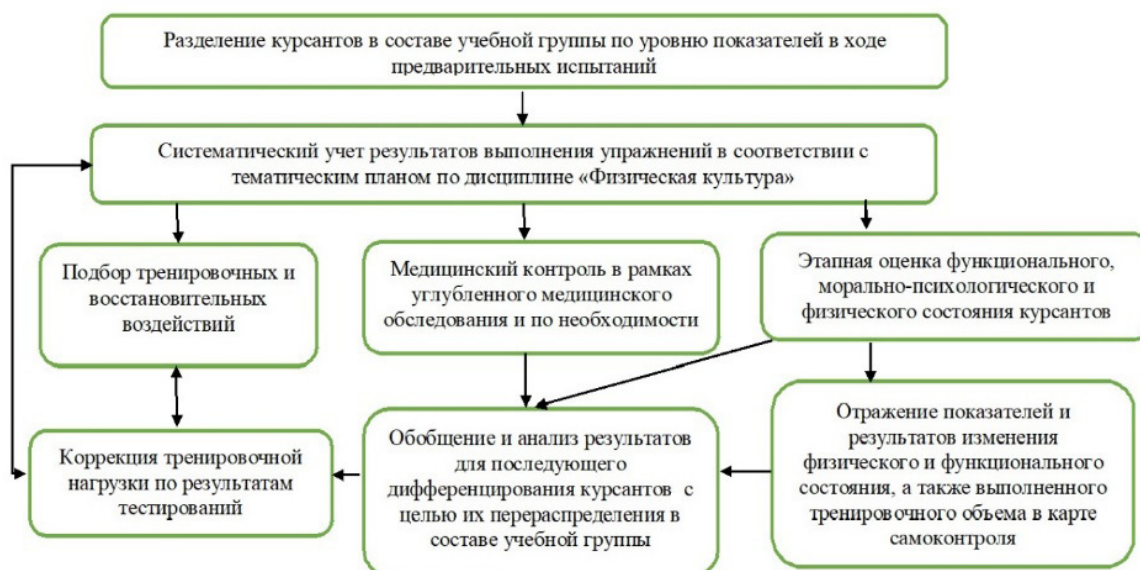 Разделение курсантов в составе учебной группы по уровню показателей в ходе
предварительных испытаний
Систематический учет результатов выполнения упражнений в соответствии с
тематическим планом по дисциплине «Физическая культура»
Подбор тренировочных и
восстановительных
воздействий
Медицинский контроль в рамках
углубленного медицинского
обследования и по необходимости
Этапная оценка функционального,
морально-психологического и
физического состояния курсантов
Коррекция тренировочной
нагрузки по результатам
тестирований
Обобщение и анализ результатов
для последующего
дифференцирования курсантов с
целью их перераспределения в
составе учебной группы
Отражение показателей и
результатов изменения
физического и функционального
состояния, а также выполненного
тренировочного объема в карте
самоконтроля